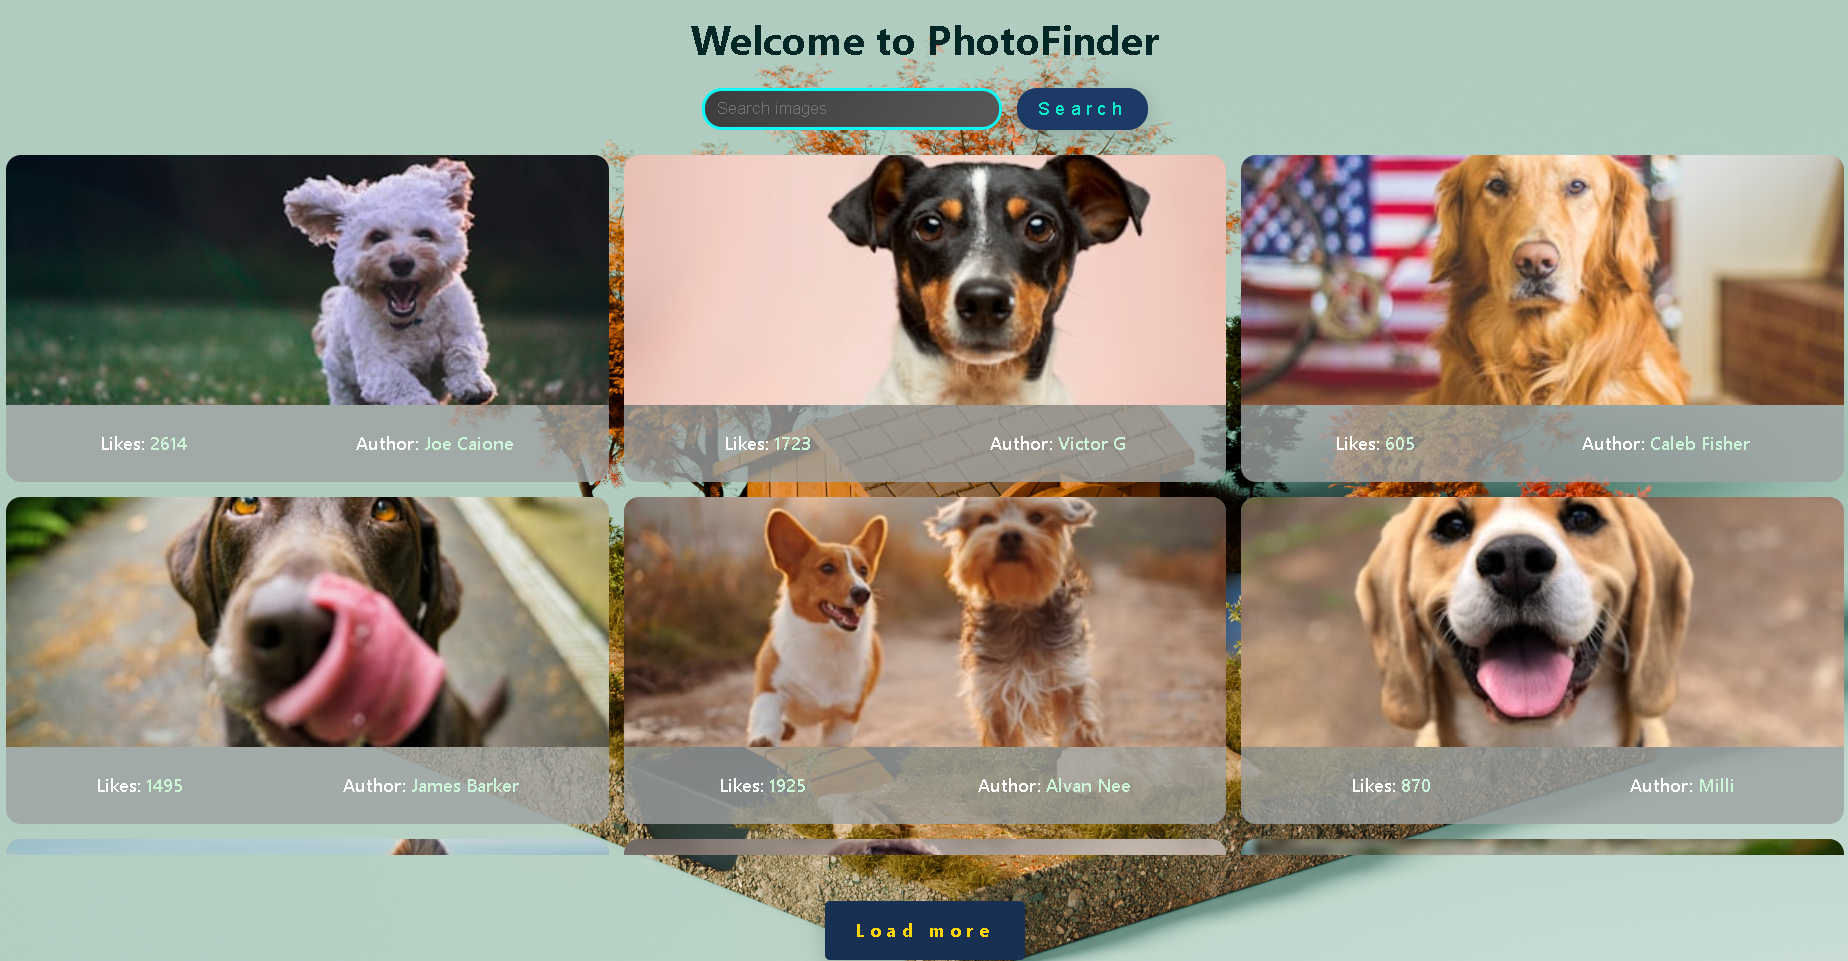 Welcome to PhotoFinder
Search images
Search
Likes: 2614
Author: Joe Caione
Likes: 1723
Author: Victor G
Likes: 605
Author: Caleb Fisher
Likes: 1495
Author: James Barker
Likes: 1925
Author: Alvan Nee
Likes: 870
Author: Milli
Load more